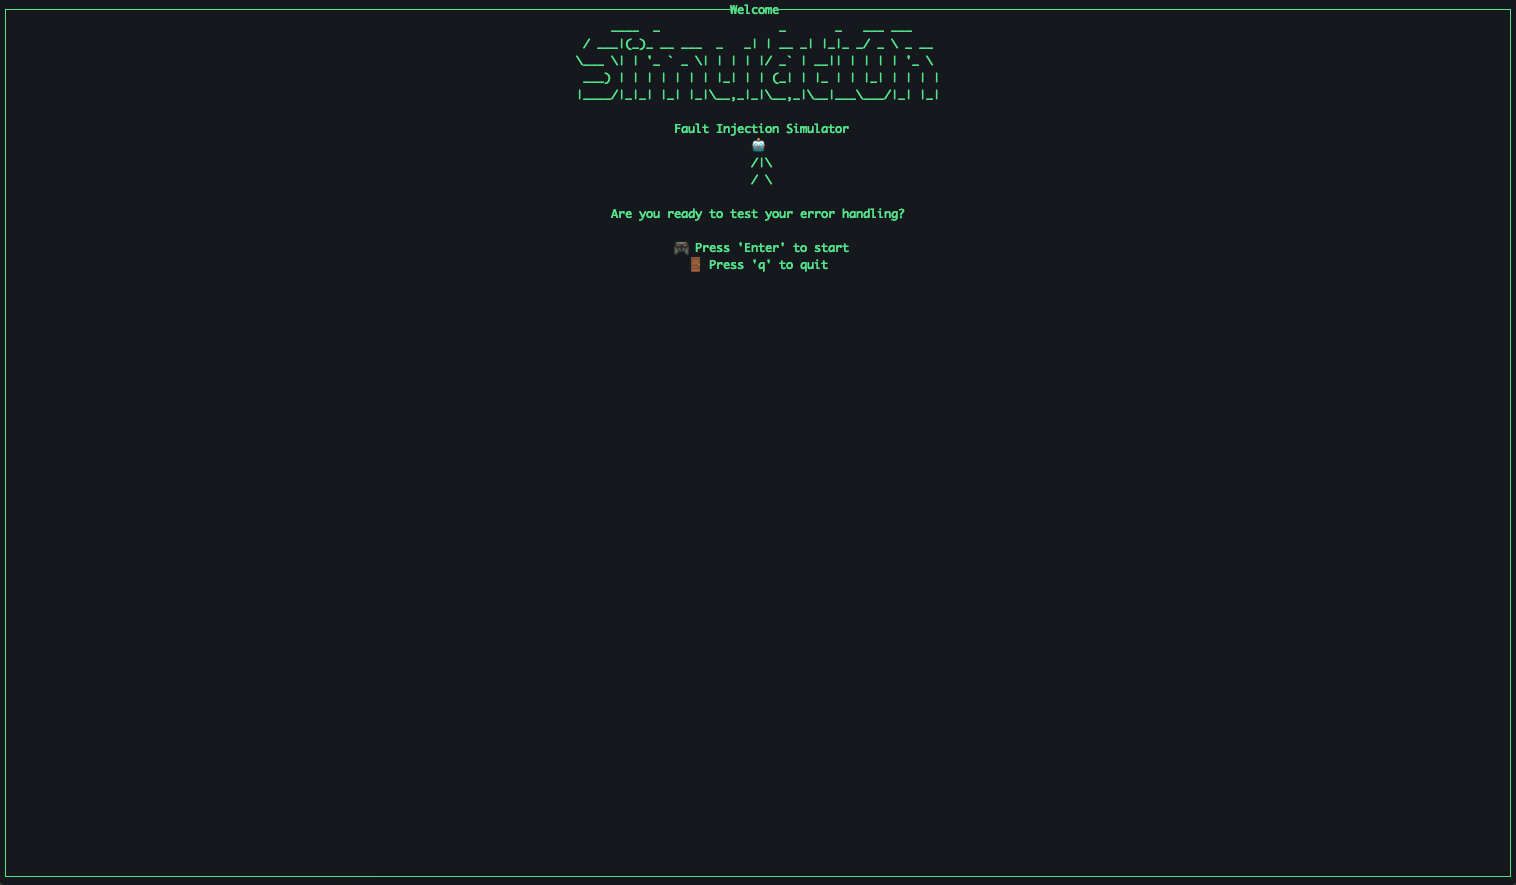 Welcome
Simulation
Fault Injection Simulator
Are you ready to test your error handling?
Press 'Enter' to start
Press 'q' to quit